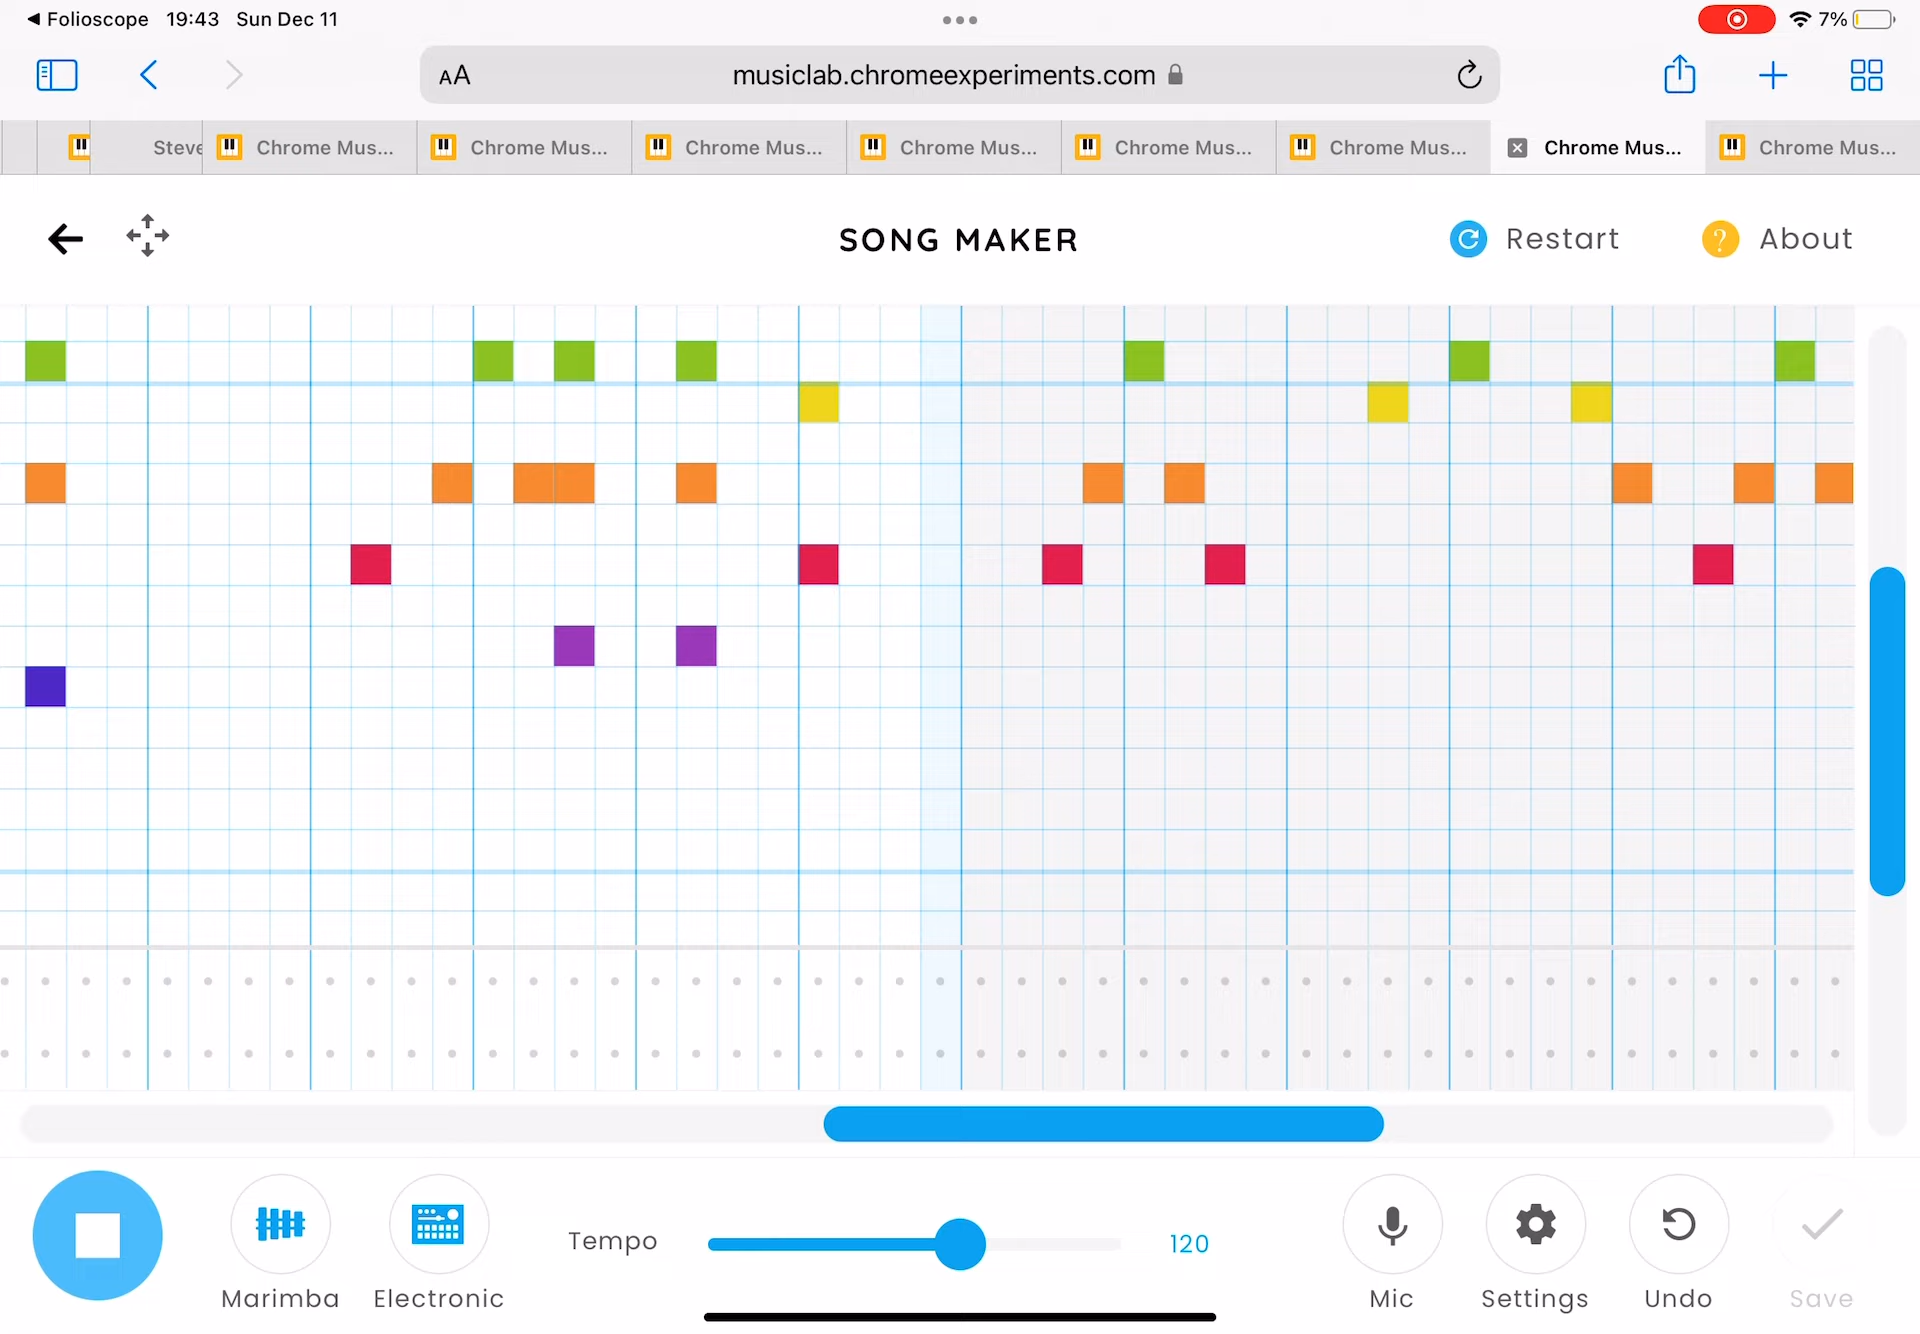 Folioscope 19:43 Sun Dec 11
7%
AA musiclab.chromeexperiments.com
Steve Chrome Mus... Chrome Mus... Chrome Mus... Chrome Mus... Chrome Mus... Chrome Mus... Chrome Mus... Chrome Mus...
SONG MAKER
Restart
? About
Tempo 120
Marimba Electronic Mic Settings Undo Save